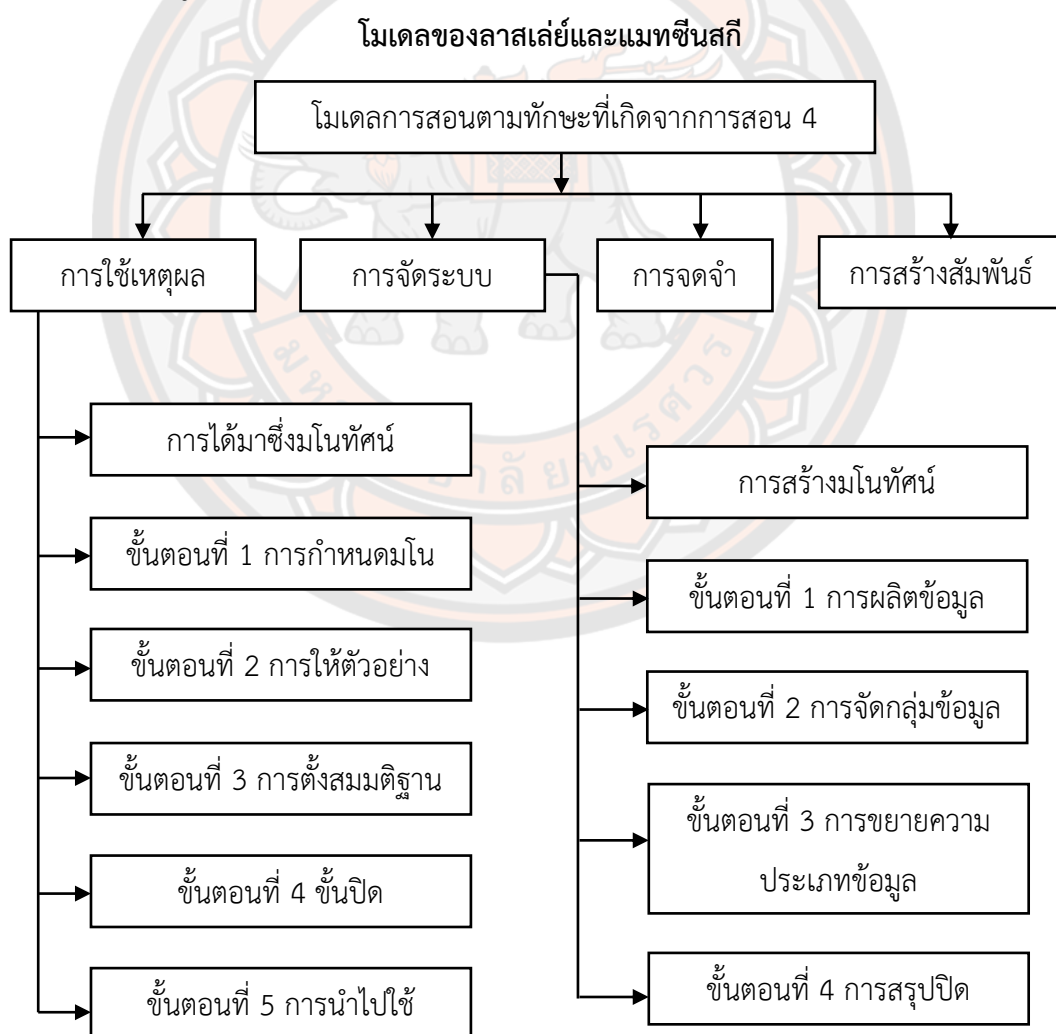 โมเดลของลาสเล่ย์และแมทซีนสกี
โมเดลการสอนตามทักษะที่เกิดจากการสอน 4
การใช้เหตุผล
การจัดระบบ
การจดจำ
การสร้างสัมพันธ์
การได้มาซึ่งมโนทัศน์
ขั้นตอนที่ 1 การกำหนดมโน
ขั้นตอนที่ 2 การให้ตัวอย่าง
ขั้นตอนที่ 3 การตั้งสมมติฐาน
ขั้นตอนที่ 4 ขั้นปิด
ขั้นตอนที่ 5 การนำไปใช้
การสร้างมโนทัศน์
ขั้นตอนที่ 1 การผลิตข้อมูล
ขั้นตอนที่ 2 การจัดกลุ่มข้อมูล
ขั้นตอนที่ 3 การขยายความ
ประเภทข้อมูล
ขั้นตอนที่ 4 การสรุปปิด